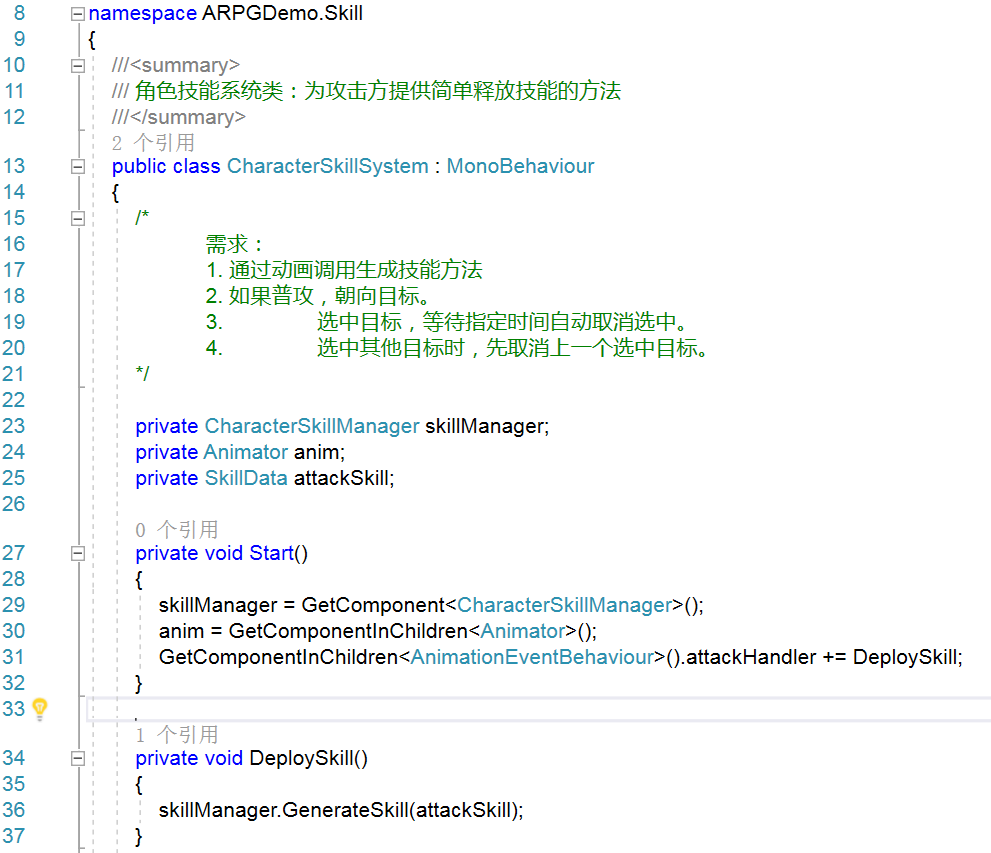 8 namespace ARPGDemo.Skill
9 {
10 ///<summary>
11 /// 角色技能系统类：为攻击方提供简单释放技能的方法
12 ///</summary>
2 个引用
13 public class CharacterSkillSystem : MonoBehaviour
14 {
15 /*
16 需求：
17 1. 通过动画调用生成技能方法
18 2. 如果普攻，朝向目标。
19 3. 选中目标，等待指定时间自动取消选中。
20 4. 选中其他目标时，先取消上一个选中目标。
21 */
22
23 private CharacterSkillManager skillManager;
24 private Animator anim;
25 private SkillData attackSkill;
26
0 个引用
27 private void Start()
28 {
29 skillManager = GetComponent<CharacterSkillManager>();
30 anim = GetComponentInChildren<Animator>();
31 GetComponentInChildren<AnimationEventBehaviour>().attackHandler += DeploySkill;
32 }
33
1 个引用
34 private void DeploySkill()
35 {
36 skillManager.GenerateSkill(attackSkill);
37 }